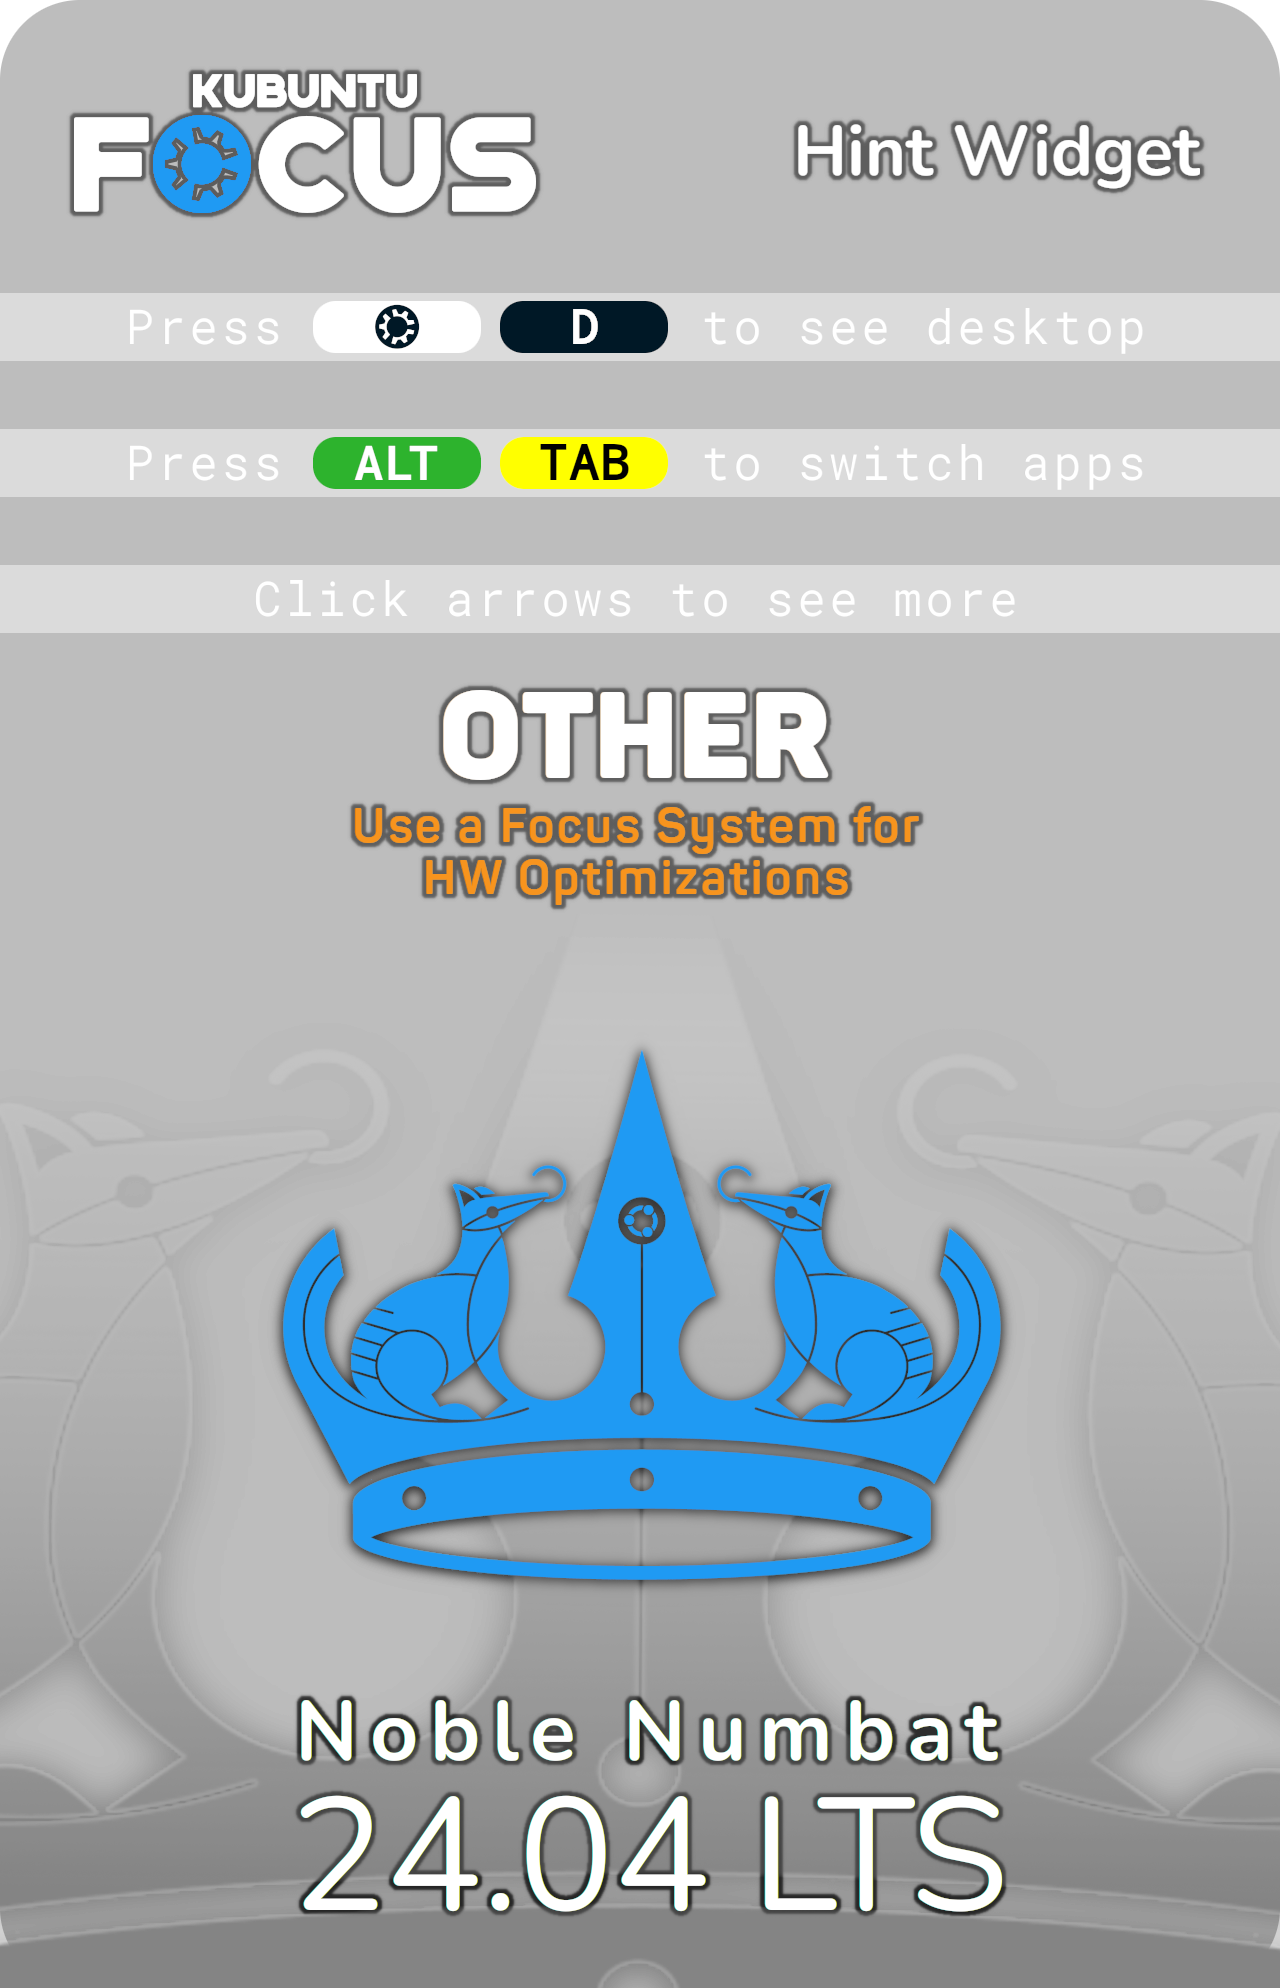 KUBUNTU
FOCUS
Hint Widget
Press D to see desktop
Press ALT TAB to switch apps
Click arrows to see more
OTHER
Use a Focus System for
HW Optimizations
Noble Numbat
24.04 LTS